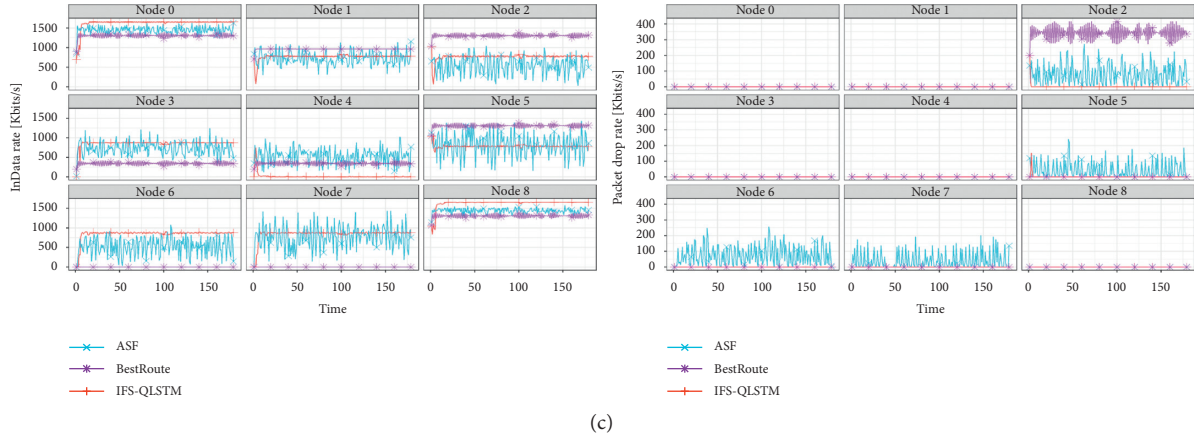 Node 0 Node 1 Node 2
1500
1000
500
0
Node 3 Node 4 Node 5
1500
1000
500
0
Node 6 Node 7 Node 8
1500
1000
500
0
0 50 100 150 0 50 100 150 0 50 100 150
InData rate [Kbits/s]
Time
ASF
BestRoute
IFS-QLSTM
Node 0 Node 1 Node 2
400
300
200
100
0
Node 3 Node 4 Node 5
400
300
200
100
0
Node 6 Node 7 Node 8
400
300
200
100
0
0 50 100 150 0 50 100 150 0 50 100 150
Packet drop rate [Kbits/s]
Time
ASF
BestRoute
IFS-QLSTM
(c)